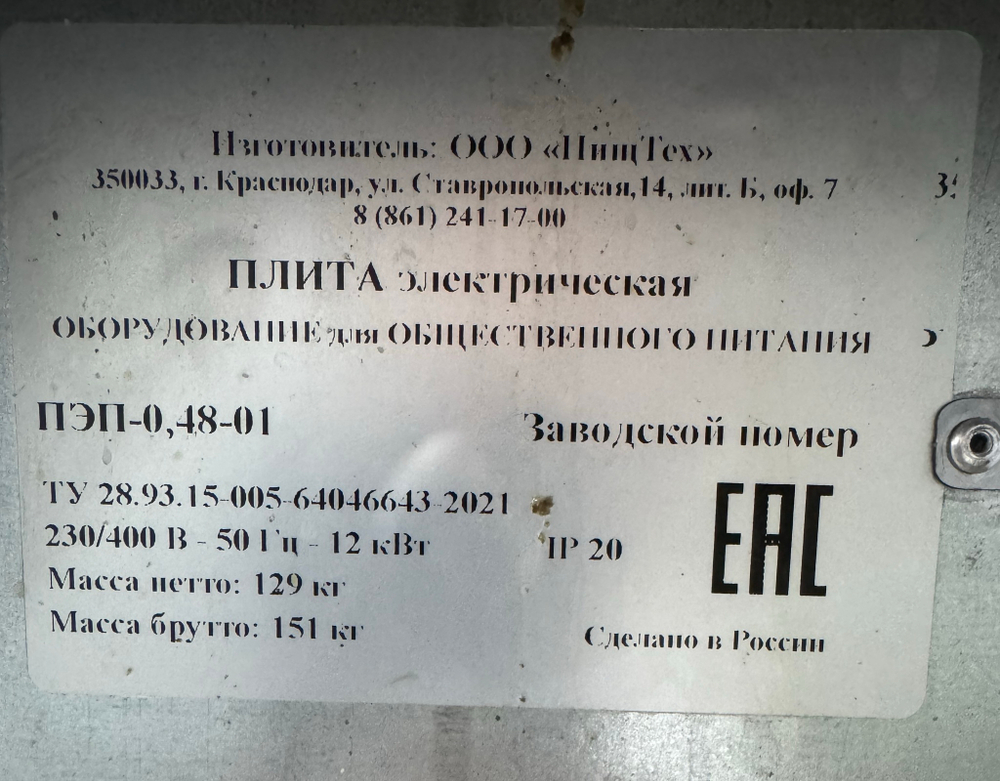 Изготовитель: ООО «ПищТех»
350033, г. Краснодар, ул. Ставропольская,14, лит. Б, оф. 7
8 (861) 241-17-00
ПЛИТА электрическая
ОБОРУДОВАНИЕ для ОБЩЕСТВЕННОГО ПИТАНИЯ
ПЭП-0,48-01
Заводской номер
ТУ 28.93.15-005-64046643-2021
230/400 В - 50 Гц - 12 кВт
IP 20
EAC
Масса нетто: 129 кг
Масса брутто: 151 кг
Сделано в России